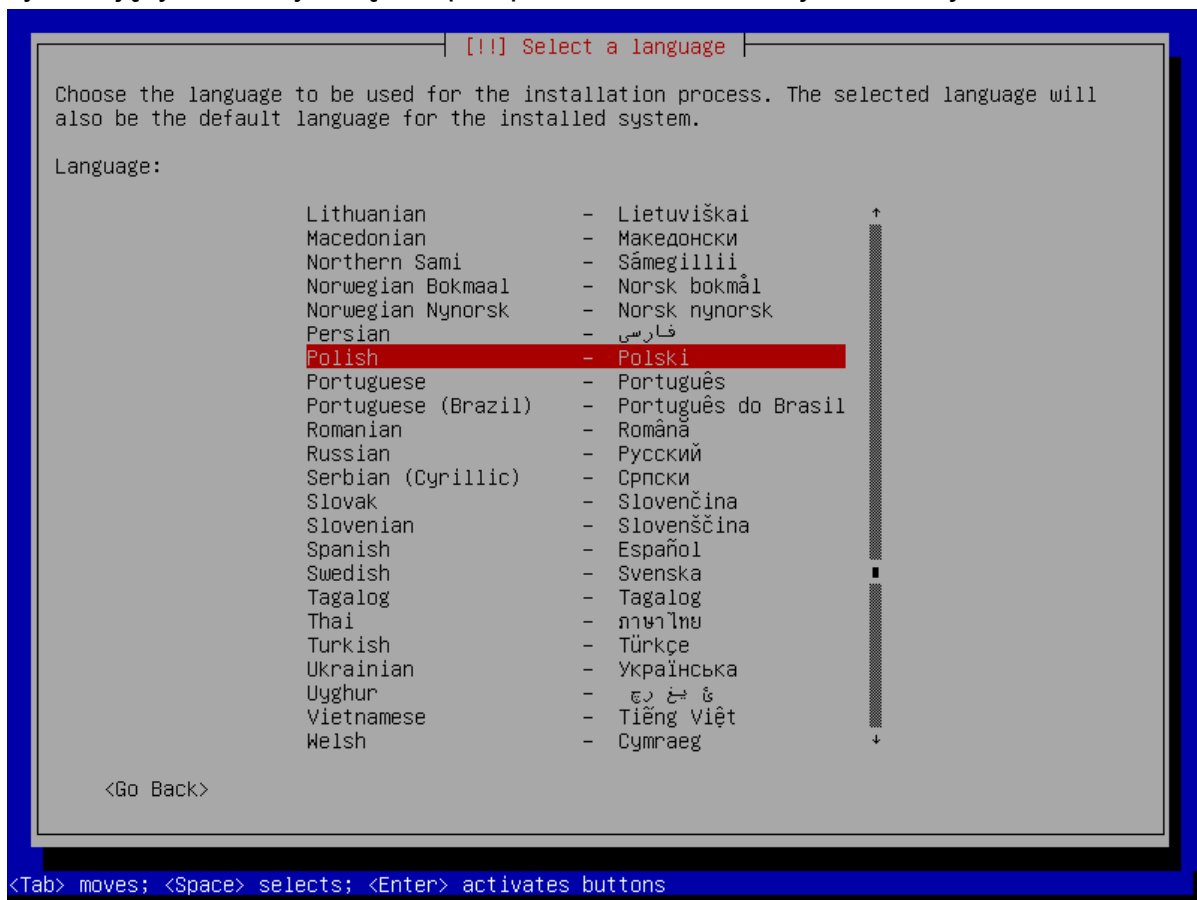 [!!] Select a language
Choose the language to be used for the installation process. The selected language will
also be the default language for the installed system.
Language:
Lithuanian - Lietuviškai
Macedonian - Македонски
Northern Sami - Sámegillii
Norwegian Bokmaal - Norsk bokmål
Norwegian Nynorsk - Norsk nynorsk
Persian - فارسی
Polish - Polski
Portuguese - Português
Portuguese (Brazil) - Português do Brasil
Romanian - Română
Russian - Русский
Serbian (Cyrillic) - Српски
Slovak - Slovenčina
Slovenian - Slovenščina
Spanish - Español
Swedish - Svenska
Tagalog - Tagalog
Thai - ภาษาไทย
Turkish - Türkçe
Ukrainian - Українська
Uyghur -
Vietnamese - Tiếng Việt
Welsh - Cymraeg
<Go Back>
<Tab> moves; <Space> selects; <Enter> activates buttons